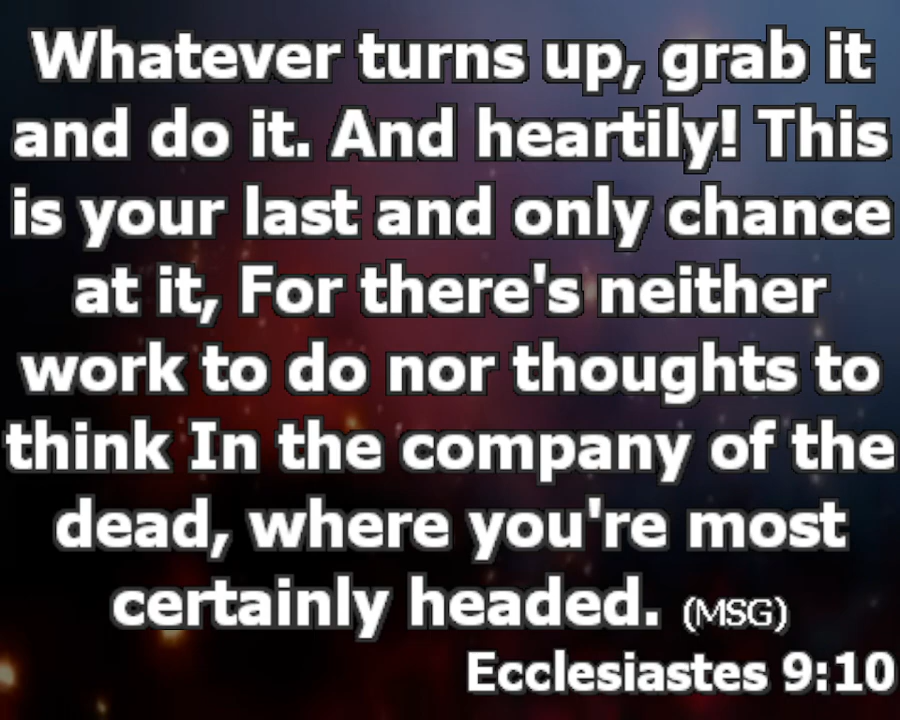 Whatever turns up, grab it
and do it. And heartily! This
is your last and only chance
at it, For there's neither
work to do nor thoughts to
think In the company of the
dead, where you're most
certainly headed. (MSG)
Ecclesiastes 9:10